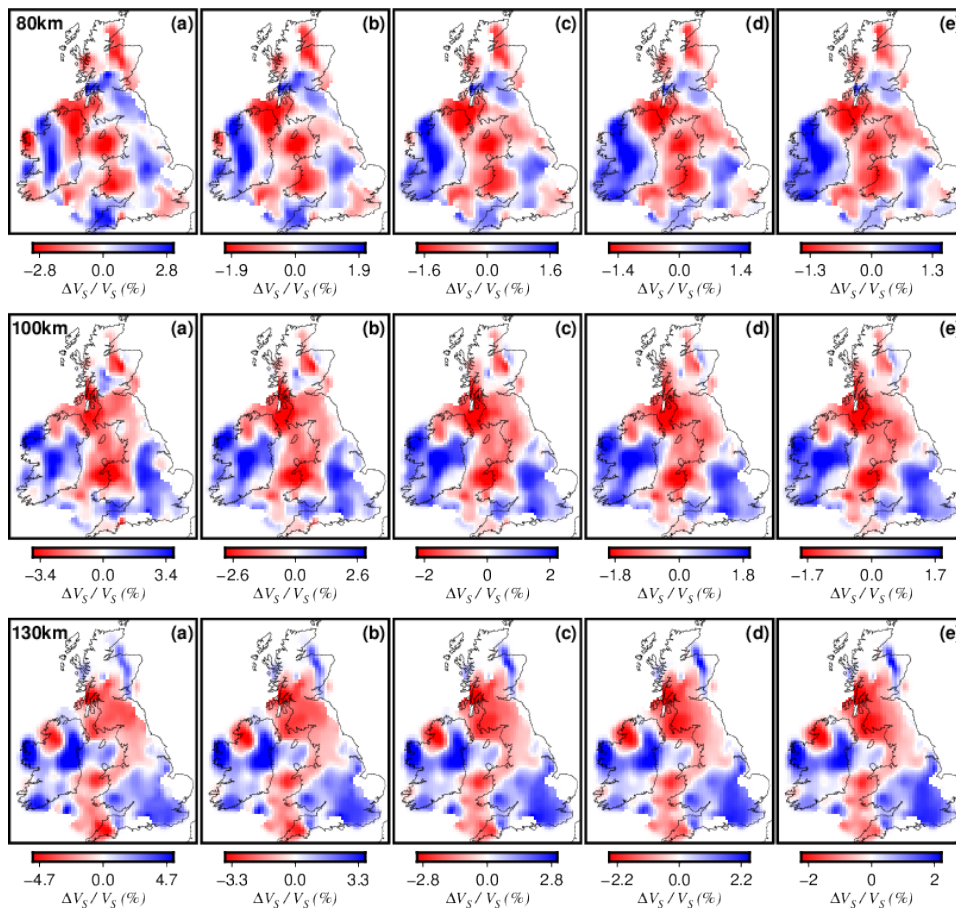 80km (a) (b) (c) (d) (e)
−2.8 0.0 2.8 −1.9 0.0 1.9 −1.6 0.0 1.6 −1.4 0.0 1.4 −1.3 0.0 1.3
ΔV_S / V_S (%) ΔV_S / V_S (%) ΔV_S / V_S (%) ΔV_S / V_S (%) ΔV_S / V_S (%)
100km (a) (b) (c) (d) (e)
−3.4 0.0 3.4 −2.6 0.0 2.6 −2 0 2 −1.8 0.0 1.8 −1.7 0.0 1.7
ΔV_S / V_S (%) ΔV_S / V_S (%) ΔV_S / V_S (%) ΔV_S / V_S (%) ΔV_S / V_S (%)
130km (a) (b) (c) (d) (e)
−4.7 0.0 4.7 −3.3 0.0 3.3 −2.8 0.0 2.8 −2.2 0.0 2.2 −2 0 2
ΔV_S / V_S (%) ΔV_S / V_S (%) ΔV_S / V_S (%) ΔV_S / V_S (%) ΔV_S / V_S (%)